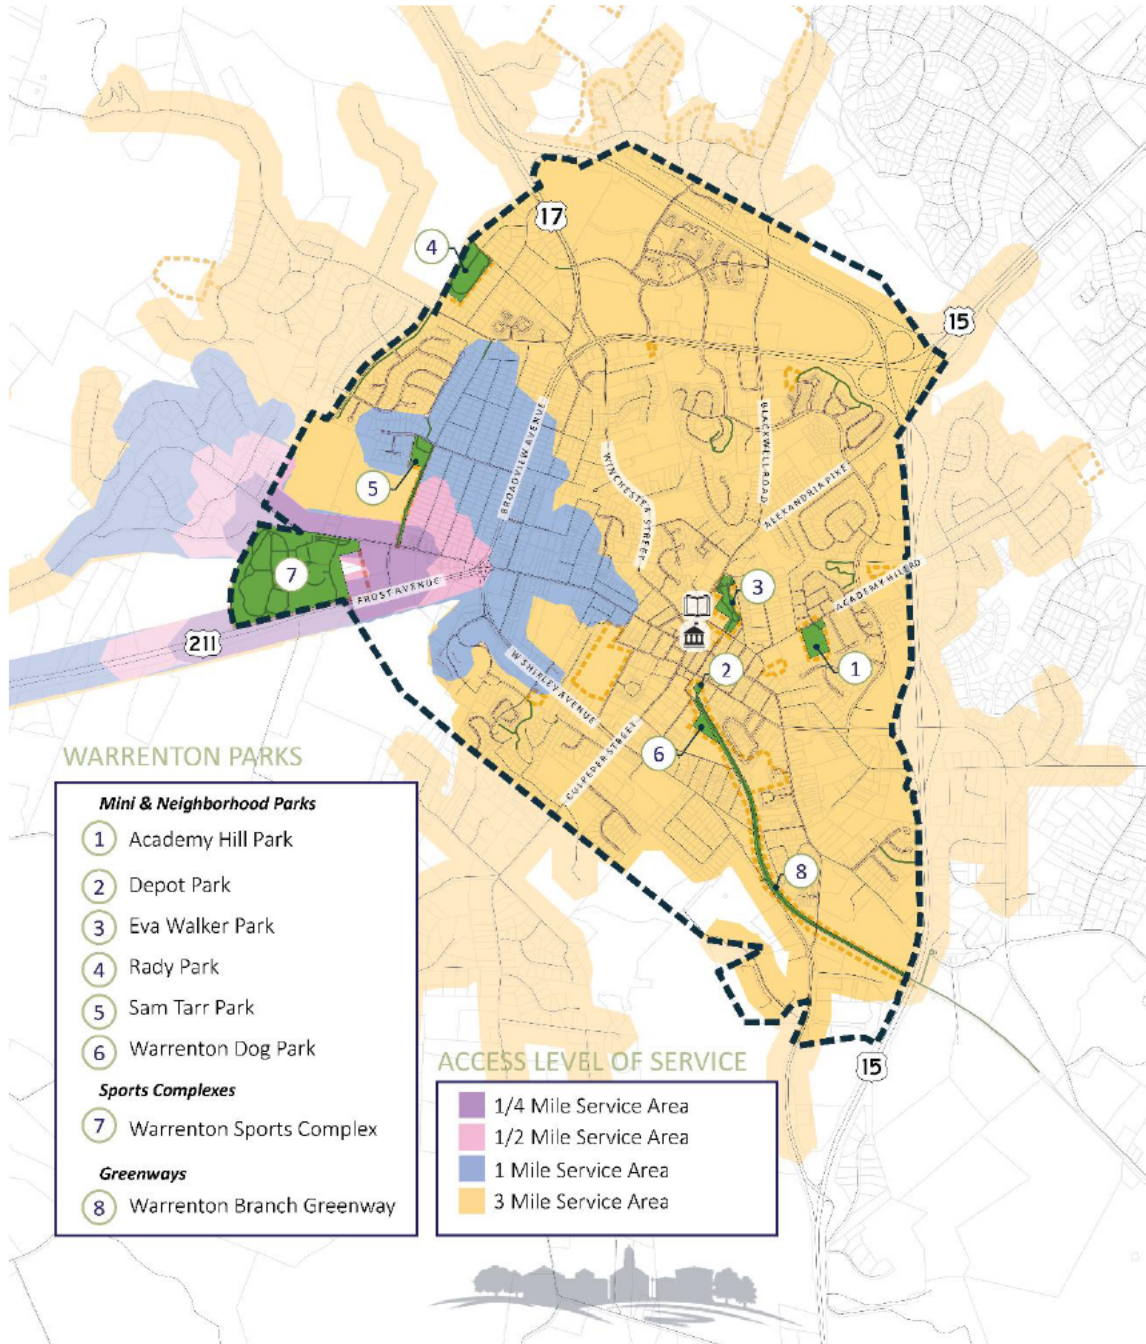 17
4
15
BROADVIEW AVENUE
BLACKWELL ROAD
WINCHESTER STREET
ALEXANDRIA PIKE
5
7
FROST AVENUE
211
3
ACADEMY HILL RD
1
2
W SHIRLEY AVENUE
6
CULPEPER STREET
8
15
WARRENTON PARKS
Mini & Neighborhood Parks
1 Academy Hill Park
2 Depot Park
3 Eva Walker Park
4 Rady Park
5 Sam Tarr Park
6 Warrenton Dog Park
Sports Complexes
7 Warrenton Sports Complex
Greenways
8 Warrenton Branch Greenway
ACCESS LEVEL OF SERVICE
1/4 Mile Service Area
1/2 Mile Service Area
1 Mile Service Area
3 Mile Service Area